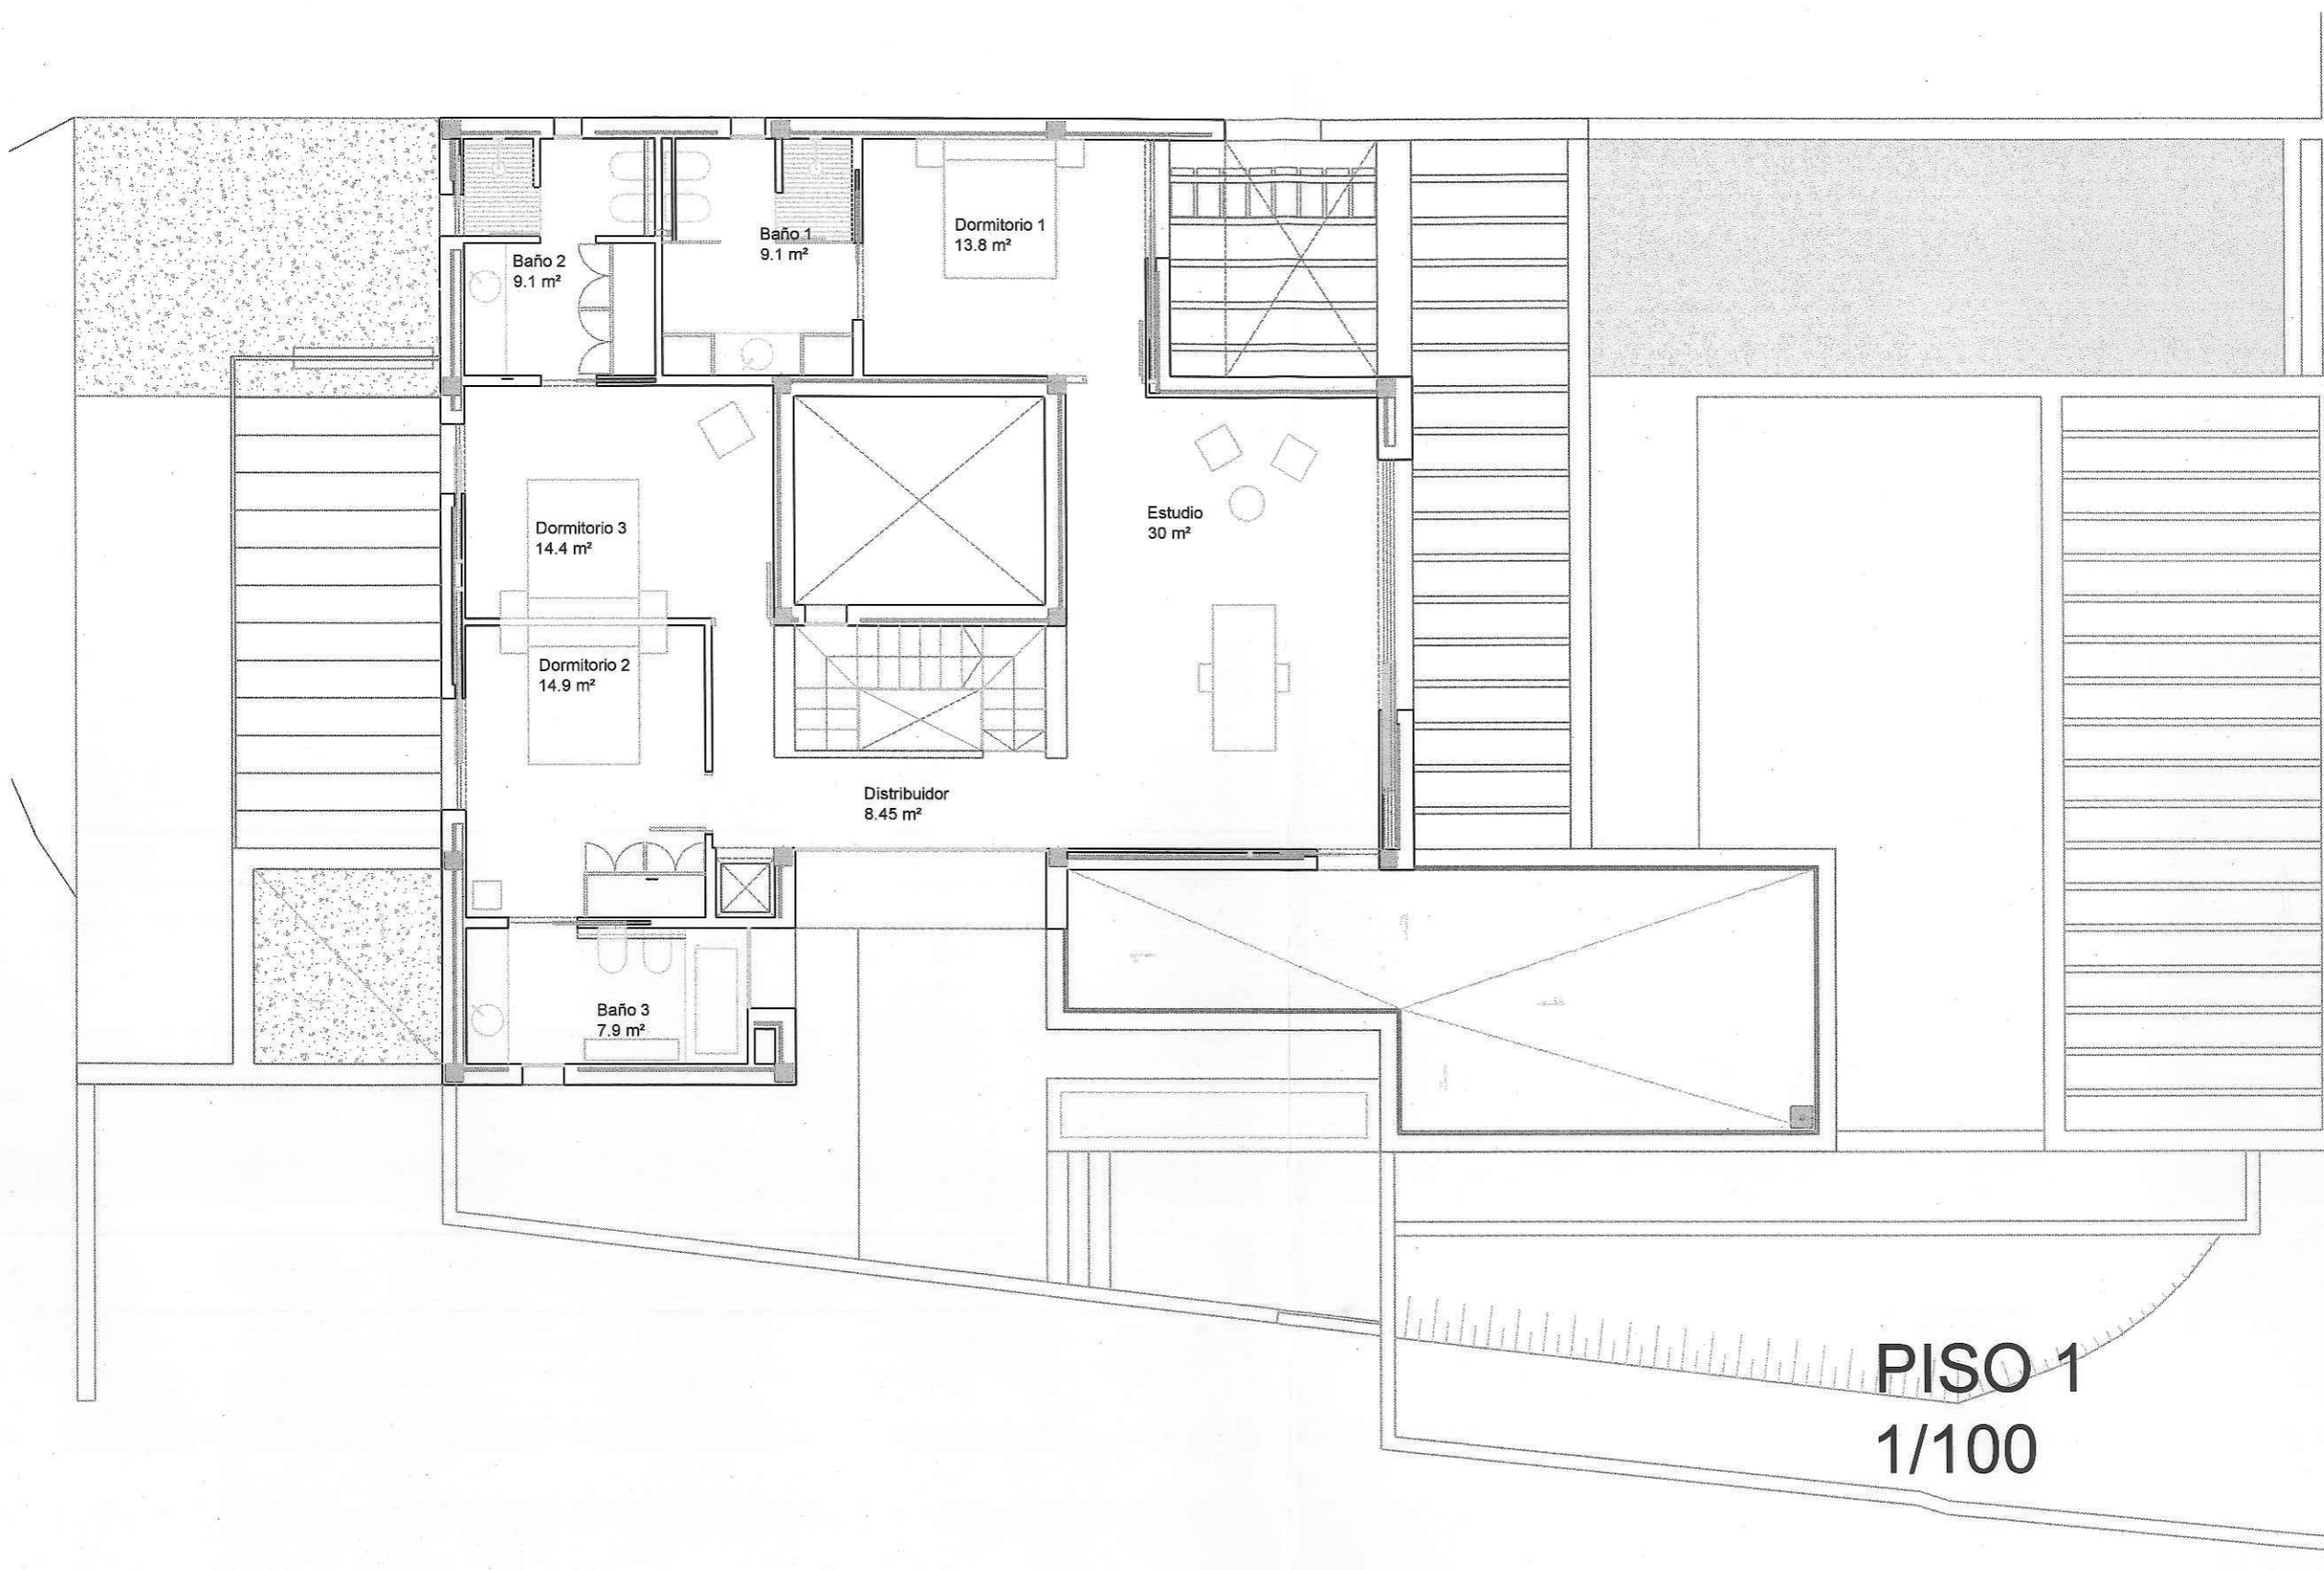 Baño 1
9.1 m²
Dormitorio 1
13.8 m²
Baño 2
9.1 m²
Dormitorio 3
14.4 m²
Estudio
30 m²
Dormitorio 2
14.9 m²
Distribuidor
8.45 m²
Baño 3
7.9 m²
PISO 1
1/100